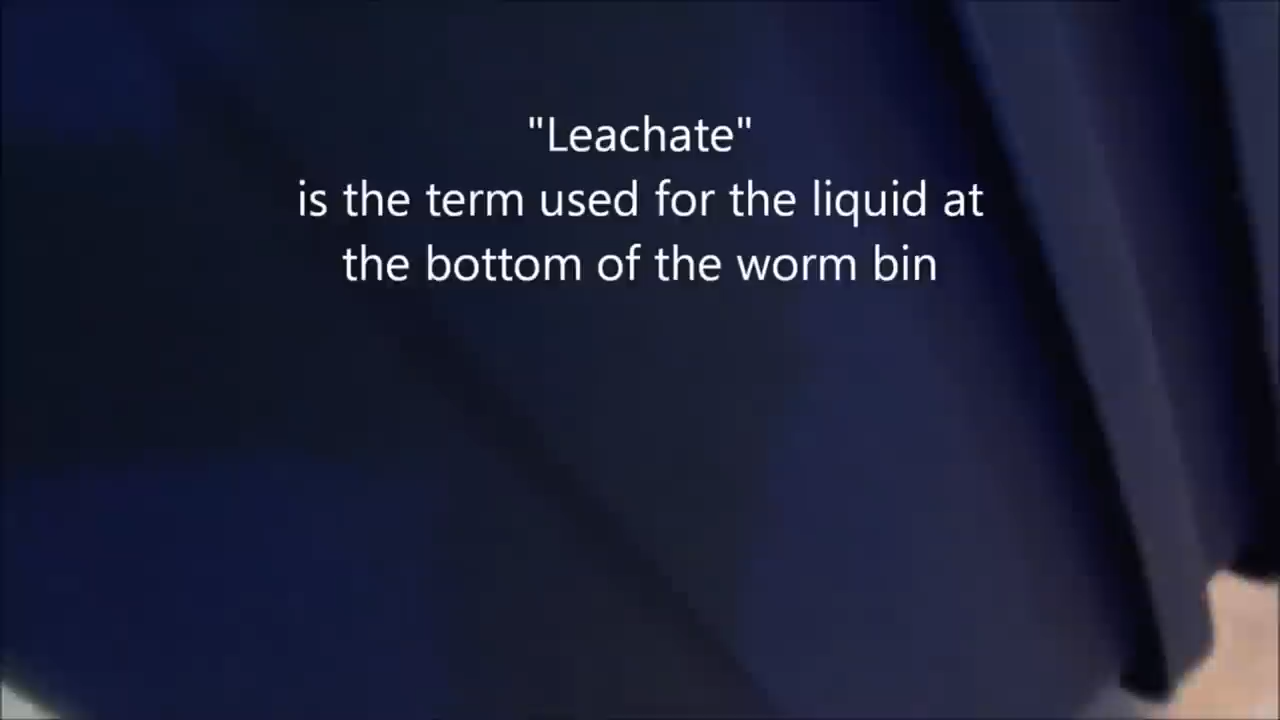 "Leachate"
is the term used for the liquid at
the bottom of the worm bin